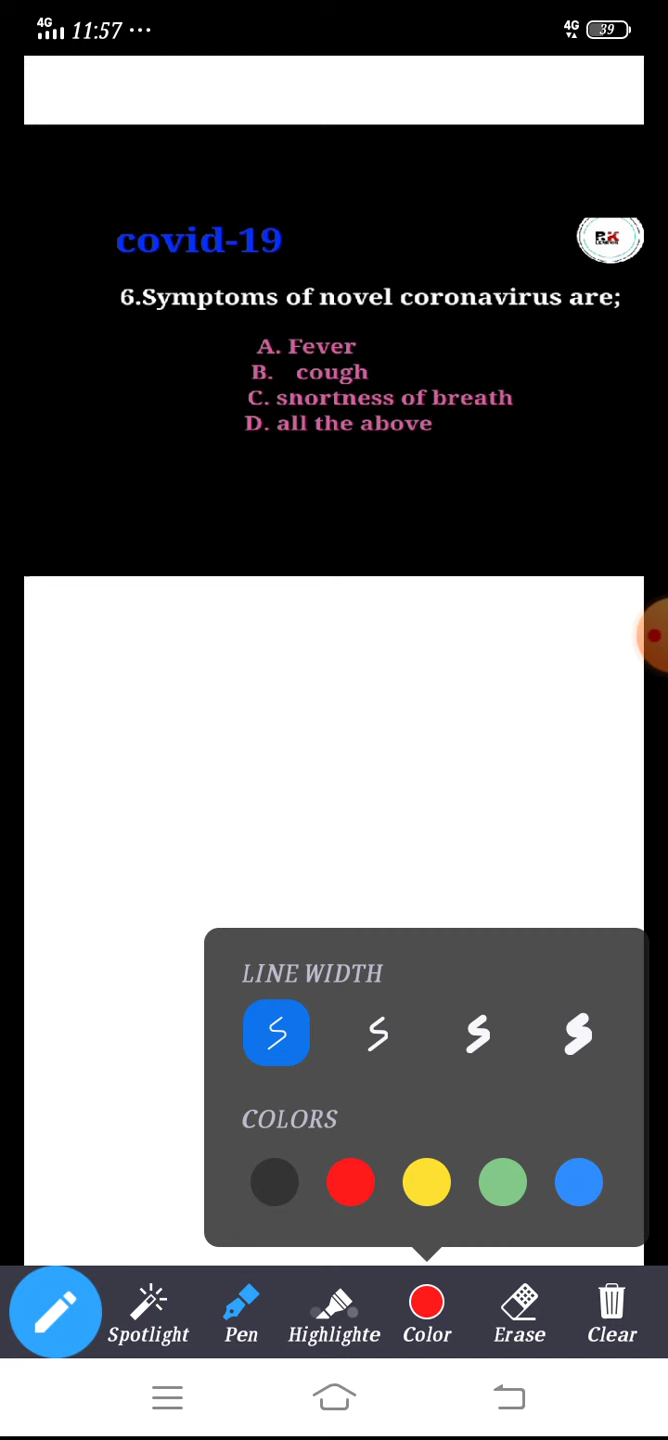 4G 11:57 ... 4G 39
covid-19
RK
6.Symptoms of novel coronavirus are;
A. Fever
B. cough
C. snortness of breath
D. all the above
LINE WIDTH
COLORS
Spotlight Pen Highlighte Color Erase Clear